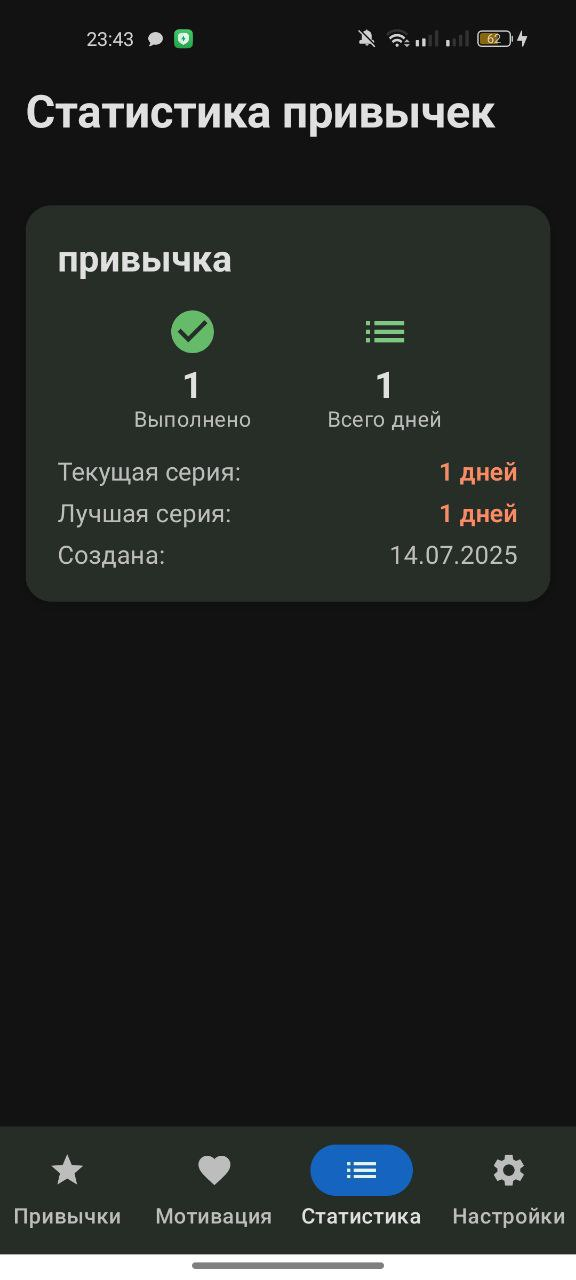 23:43
62
Статистика привычек
привычка
1 1
Выполнено Всего дней
Текущая серия: 1 дней
Лучшая серия: 1 дней
Создана: 14.07.2025
Привычки Мотивация Статистика Настройки